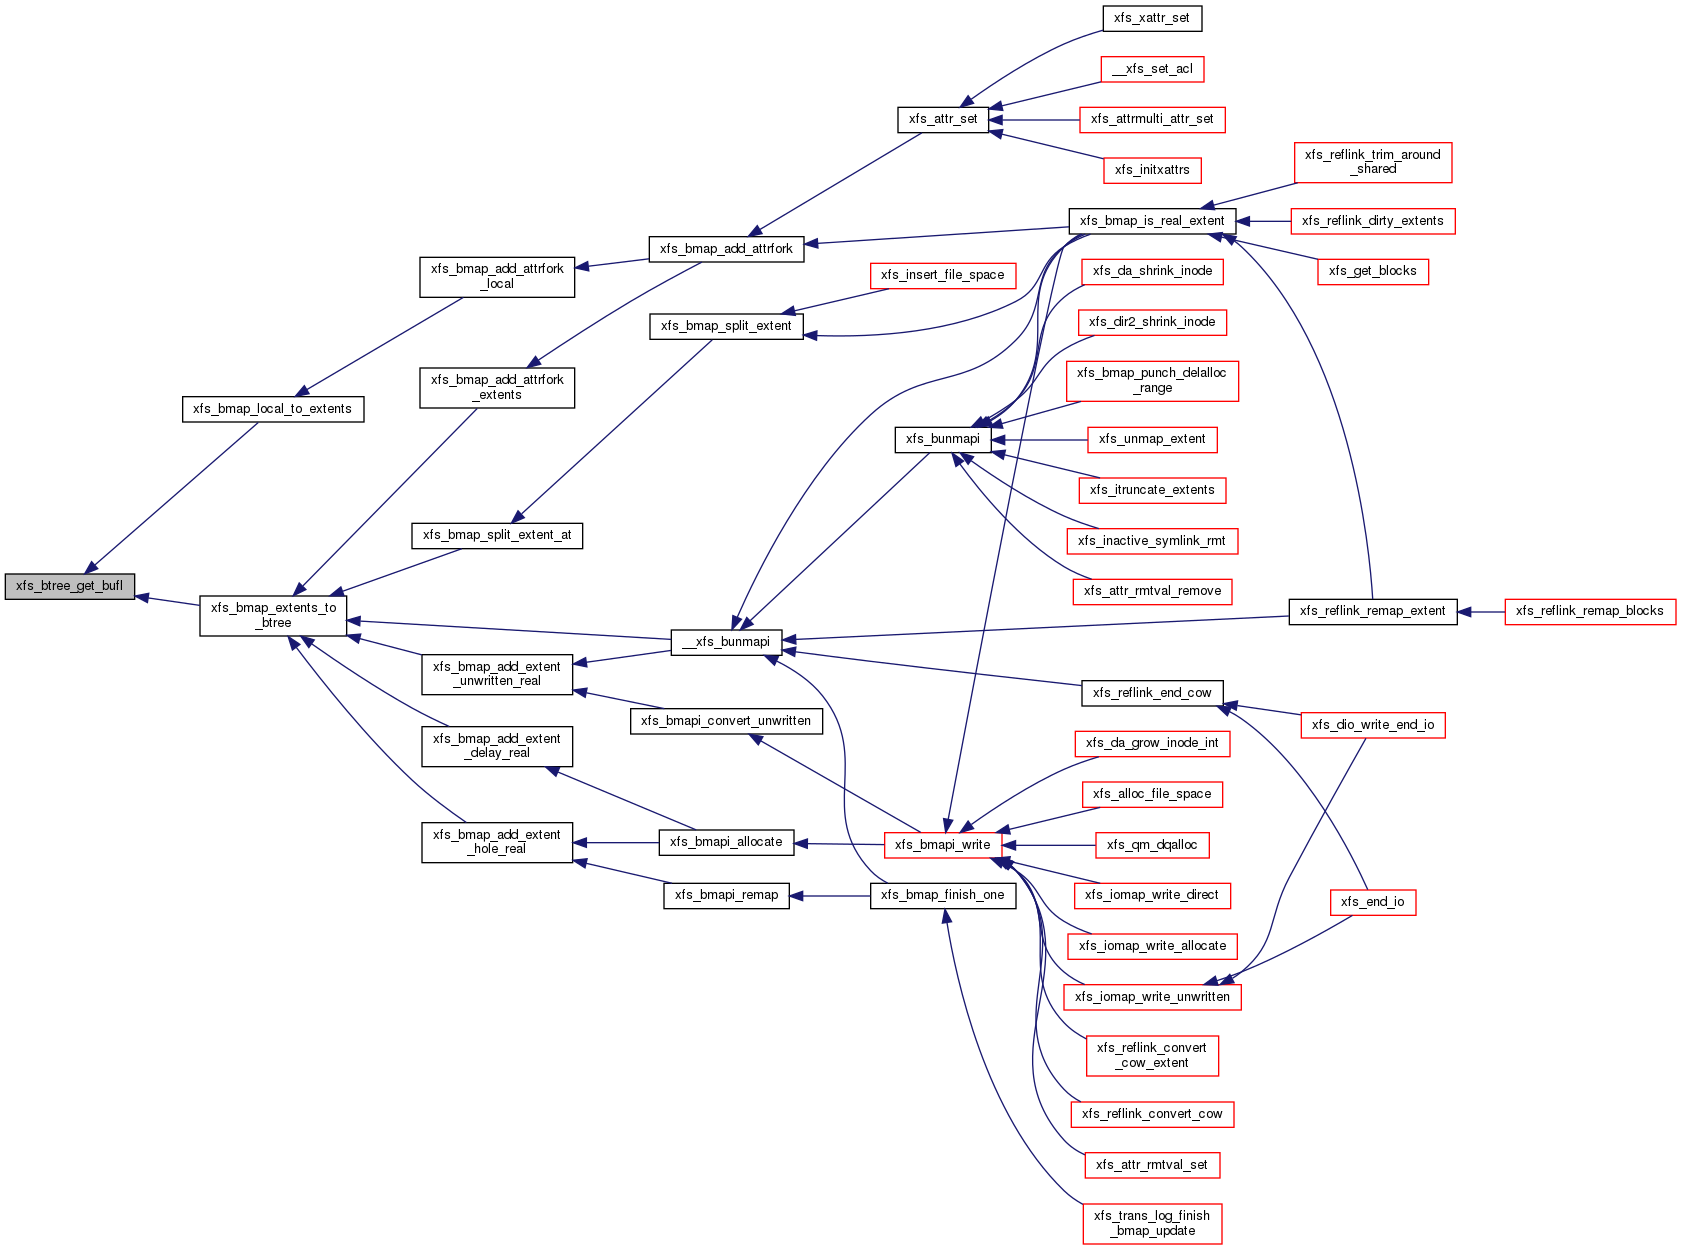 xfs_xattr_set
__xfs_set_acl
xfs_attr_set
xfs_attrmulti_attr_set
xfs_initxattrs
xfs_reflink_trim_around
_shared
xfs_bmap_is_real_extent
xfs_reflink_dirty_extents
xfs_bmap_add_attrfork
xfs_bmap_add_attrfork
_local
xfs_insert_file_space
xfs_da_shrink_inode
xfs_get_blocks
xfs_bmap_split_extent
xfs_dir2_shrink_inode
xfs_bmap_add_attrfork
_extents
xfs_bmap_punch_delalloc
_range
xfs_bmap_local_to_extents
xfs_bunmapi
xfs_unmap_extent
xfs_itruncate_extents
xfs_bmap_split_extent_at
xfs_inactive_symlink_rmt
xfs_btree_get_bufl
xfs_attr_rmtval_remove
xfs_bmap_extents_to
_btree
xfs_reflink_remap_extent
xfs_reflink_remap_blocks
__xfs_bunmapi
xfs_bmap_add_extent
_unwritten_real
xfs_reflink_end_cow
xfs_bmapi_convert_unwritten
xfs_dio_write_end_io
xfs_bmap_add_extent
_delay_real
xfs_da_grow_inode_int
xfs_alloc_file_space
xfs_bmap_add_extent
_hole_real
xfs_bmapi_allocate
xfs_bmapi_write
xfs_qm_dqalloc
xfs_bmapi_remap
xfs_bmap_finish_one
xfs_iomap_write_direct
xfs_end_io
xfs_iomap_write_allocate
xfs_iomap_write_unwritten
xfs_reflink_convert
_cow_extent
xfs_reflink_convert_cow
xfs_attr_rmtval_set
xfs_trans_log_finish
_bmap_update